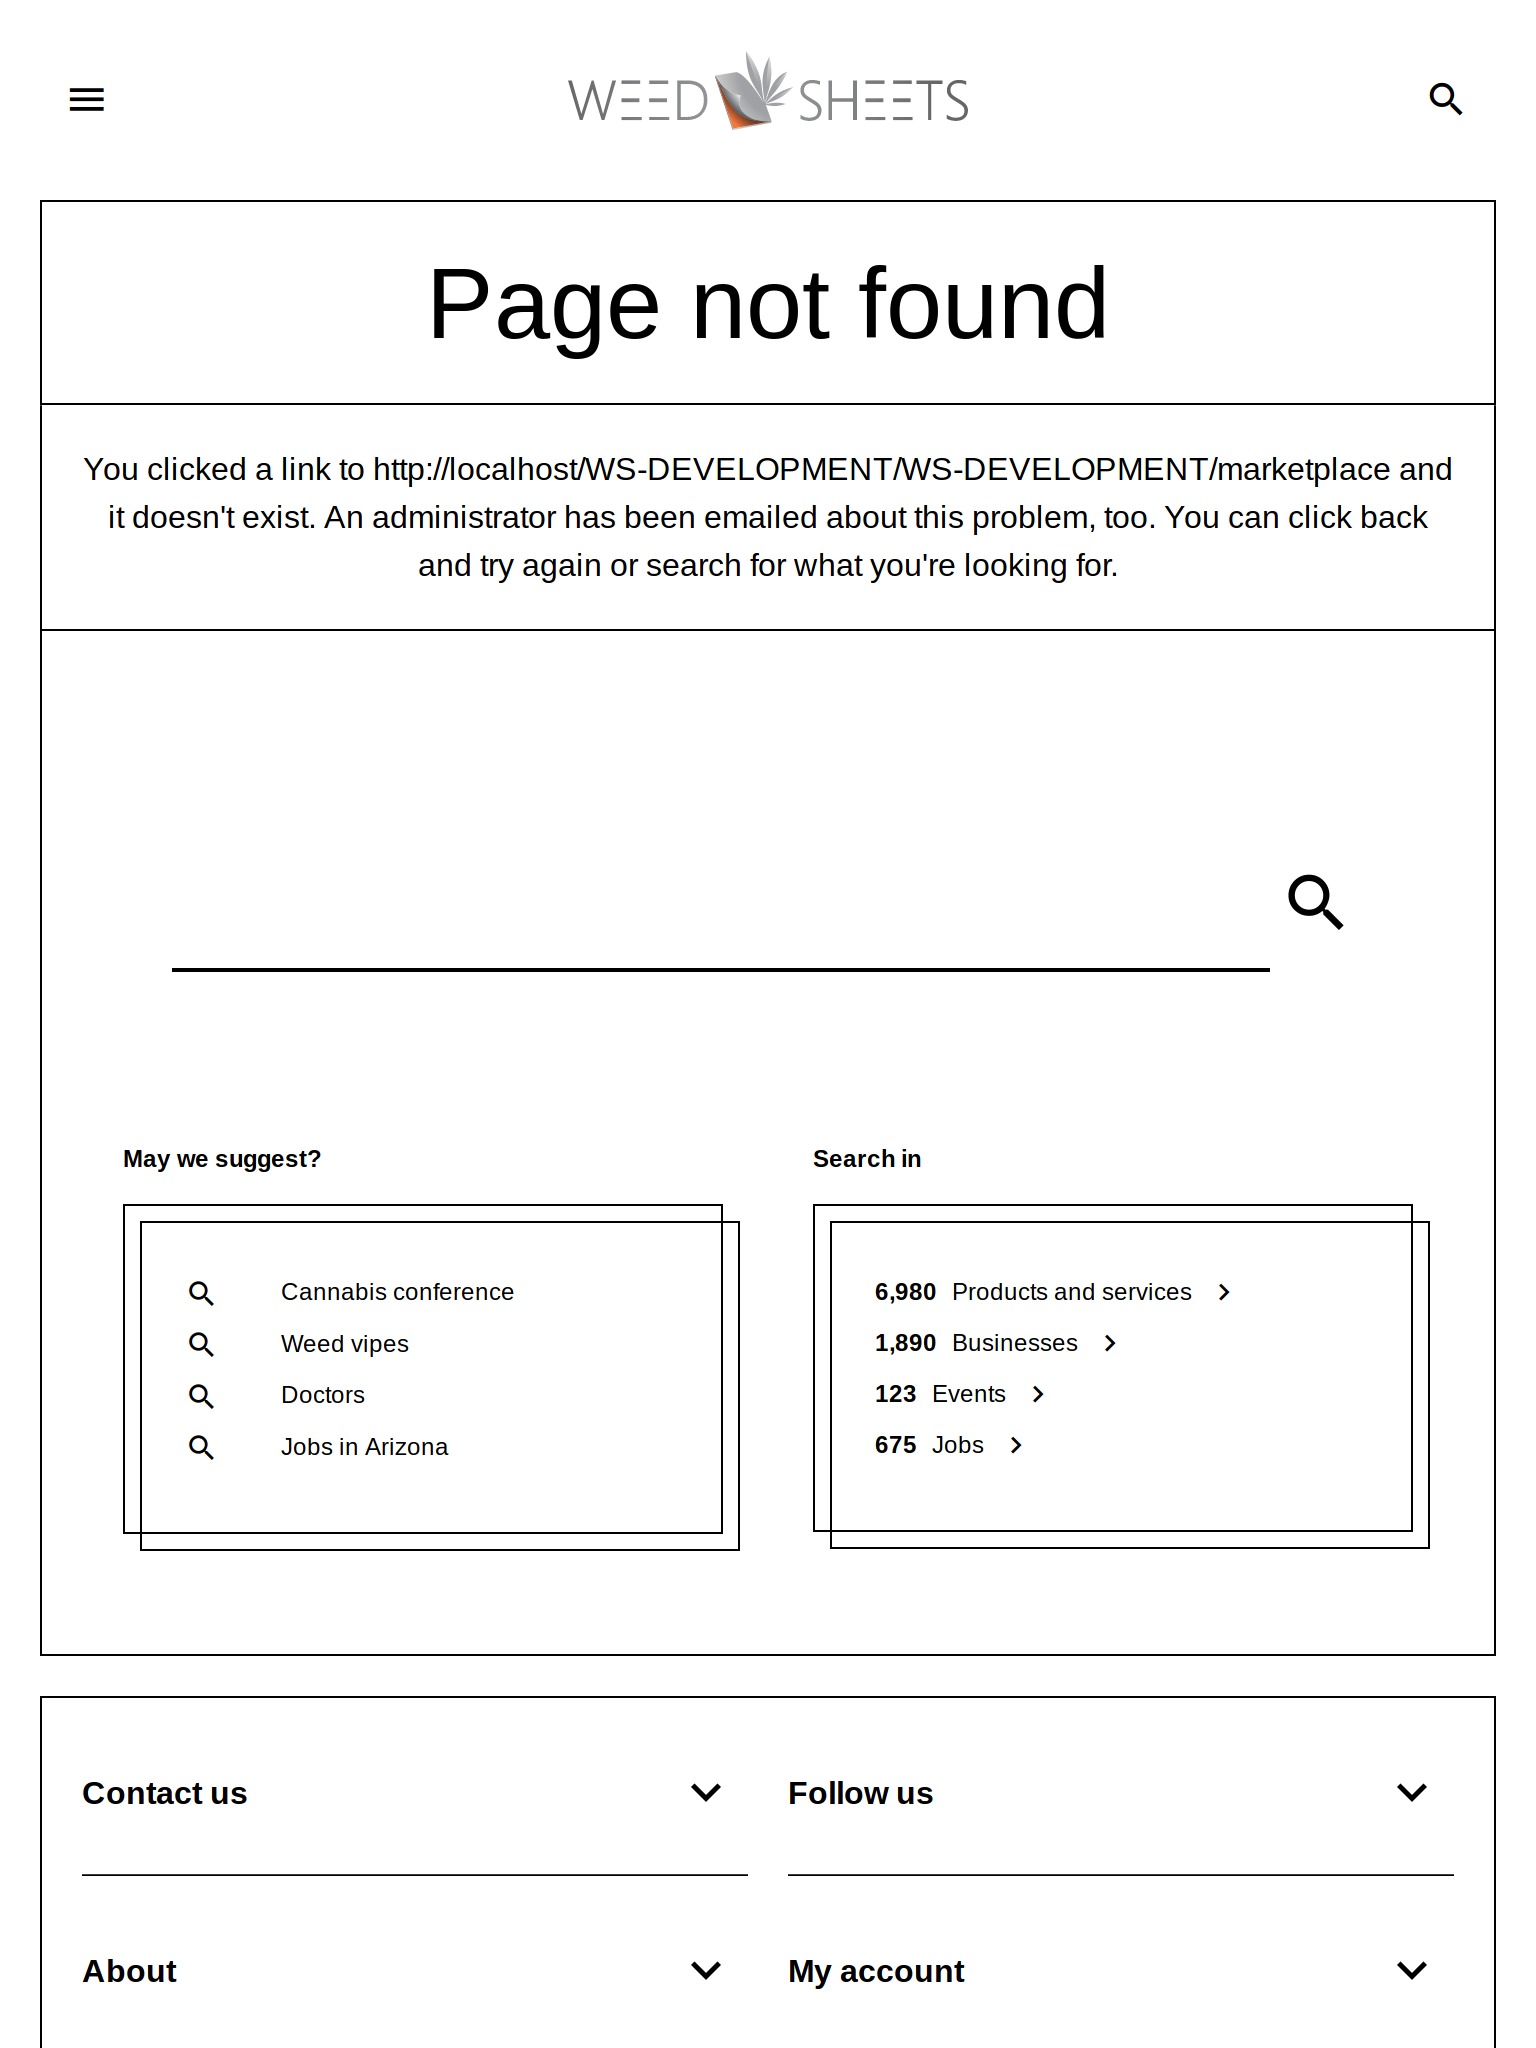 WEED SHEETS
Page not found
You clicked a link to http://localhost/WS-DEVELOPMENT/WS-DEVELOPMENT/marketplace and
it doesn't exist. An administrator has been emailed about this problem, too. You can click back
and try again or search for what you're looking for.
May we suggest?
Cannabis conference
Weed vipes
Doctors
Jobs in Arizona
Search in
6,980 Products and services
1,890 Businesses
123 Events
675 Jobs
Contact us
Follow us
About
My account